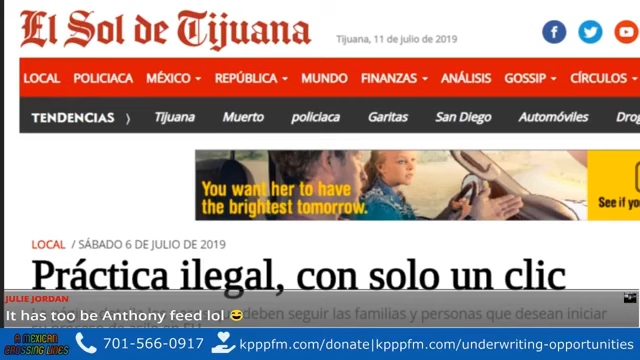 El Sol de Tijuana
Tijuana, 11 de julio de 2019
LOCAL POLICIACA MÉXICO REPÚBLICA MUNDO FINANZAS ANÁLISIS GOSSIP CÍRCULOS
TENDENCIAS Tijuana Muerto policiaca Garitas San Diego Automóviles Drog
You want her to have
the brightest tomorrow.
See if you
LOCAL / SÁBADO 6 DE JULIO DE 2019
Práctica ilegal, con solo un clic
JULIE JORDAN
It has too be Anthony feed lol 😅
deben seguir las familias y personas que desean iniciar
A MEXICAN
CROSSING LINES
701-566-0917 kpppfm.com/donate|kpppfm.com/underwriting-opportunities